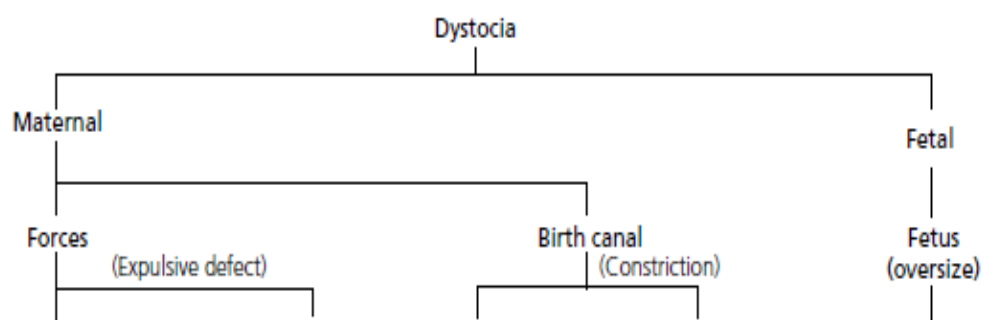 Dystocia
Maternal
Fetal
Forces
(Expulsive defect)
Birth canal
(Constriction)
Fetus
(oversize)